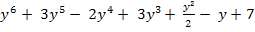 y⁶ + 3y⁵ − 2y⁴ + 3y³ + y²/2 − y + 7